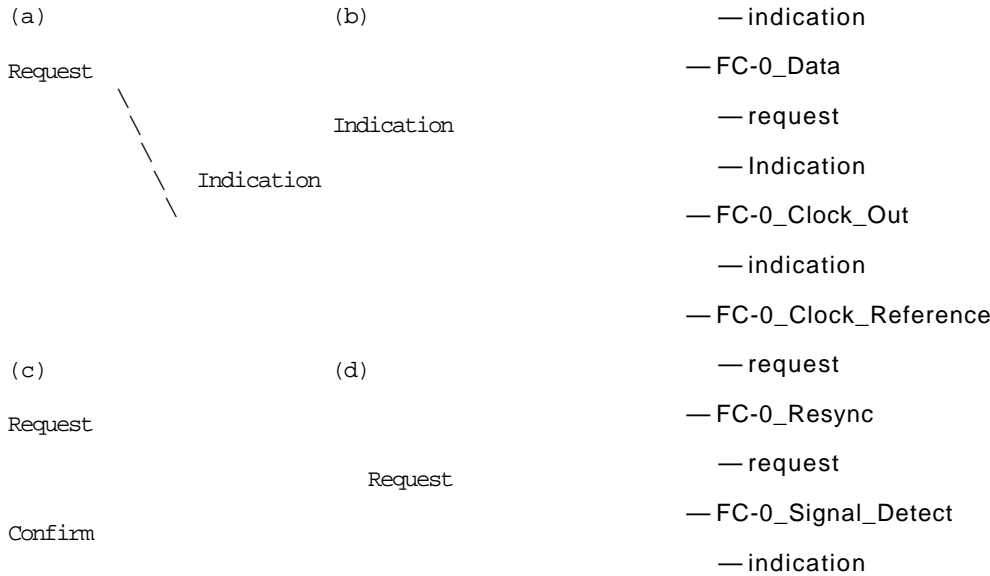 (a) (b)
Request
Indication
Indication
(c) (d)
Request
Request
Confirm
— indication
— FC-0_Data
— request
— Indication
— FC-0_Clock_Out
— indication
— FC-0_Clock_Reference
— request
— FC-0_Resync
— request
— FC-0_Signal_Detect
— indication